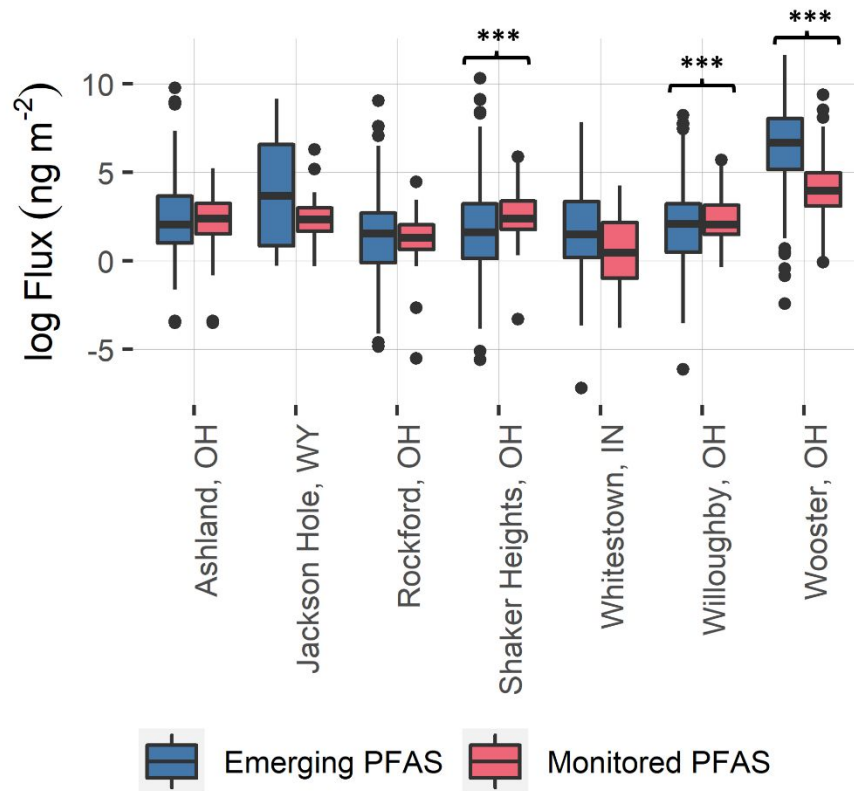 ***
***
***
log Flux (ng m⁻²)
10
5
0
-5
Ashland, OH
Jackson Hole, WY
Rockford, OH
Shaker Heights, OH
Whitestown, IN
Willoughby, OH
Wooster, OH
Emerging PFAS
Monitored PFAS